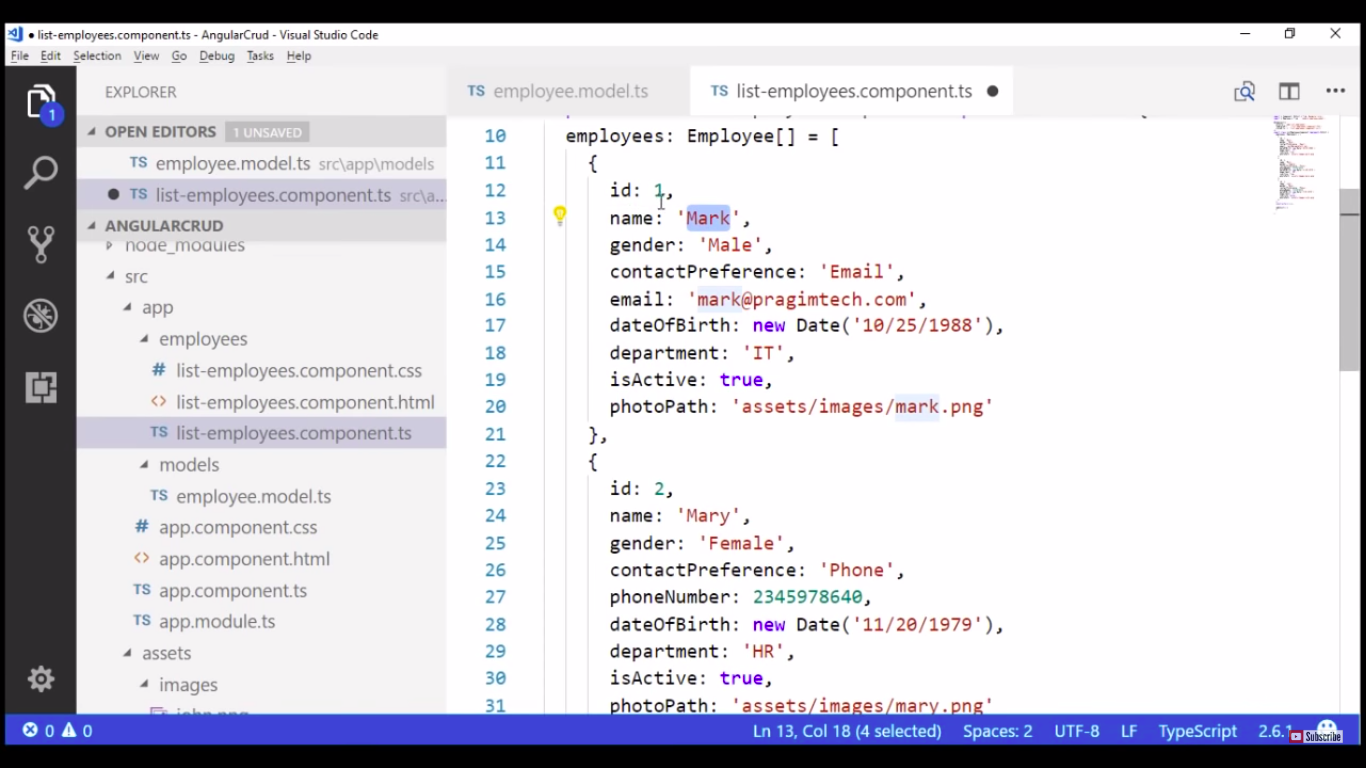 ● list-employees.component.ts - AngularCrud - Visual Studio Code
File Edit Selection View Go Debug Tasks Help
EXPLORER
OPEN EDITORS 1 UNSAVED
TS employee.model.ts src\app\models
● TS list-employees.component.ts src\a...
ANGULARCRUD
node_modules
src
app
employees
# list-employees.component.css
<> list-employees.component.html
TS list-employees.component.ts
models
TS employee.model.ts
# app.component.css
<> app.component.html
TS app.component.ts
TS app.module.ts
assets
images
john.png
1
TS employee.model.ts TS list-employees.component.ts ●
10 employees: Employee[] = [
11 {
12 id: 1,
13 name: 'Mark',
14 gender: 'Male',
15 contactPreference: 'Email',
16 email: 'mark@pragimtech.com',
17 dateOfBirth: new Date('10/25/1988'),
18 department: 'IT',
19 isActive: true,
20 photoPath: 'assets/images/mark.png'
21 },
22 {
23 id: 2,
24 name: 'Mary',
25 gender: 'Female',
26 contactPreference: 'Phone',
27 phoneNumber: 2345978640,
28 dateOfBirth: new Date('11/20/1979'),
29 department: 'HR',
30 isActive: true,
31 photoPath: 'assets/images/mary.png'
0 0 Ln 13, Col 18 (4 selected) Spaces: 2 UTF-8 LF TypeScript 2.6.1
Subscribe